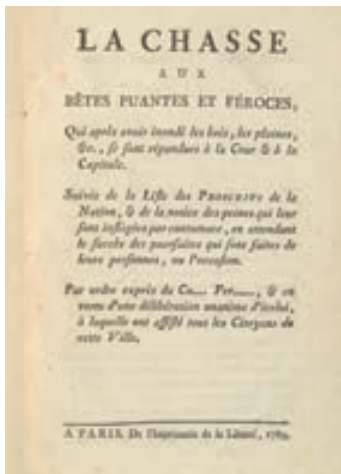 LA CHASSE
AUX
BÊTES PUANTES ET FÉROCES,
Qui après avoir inondé les bois, les plaines,
&c., se sont répandues à la Cour & à la
Capitale.
Suivie de la Liste des PROSCRITS de la
Nation, & de la notice des peines qui leur
sont infligées par contumace, en attendant
le succès des poursuites qui sont faites de
leurs personnes, ou l'occasion.
Par ordre exprès du Co.... Per......, & en
vertu d'une délibération unanime
à laquelle ont assisté tous les Citoyens de
cette Ville.
A PARIS, De l'Imprimerie de la Liberté, 1789.